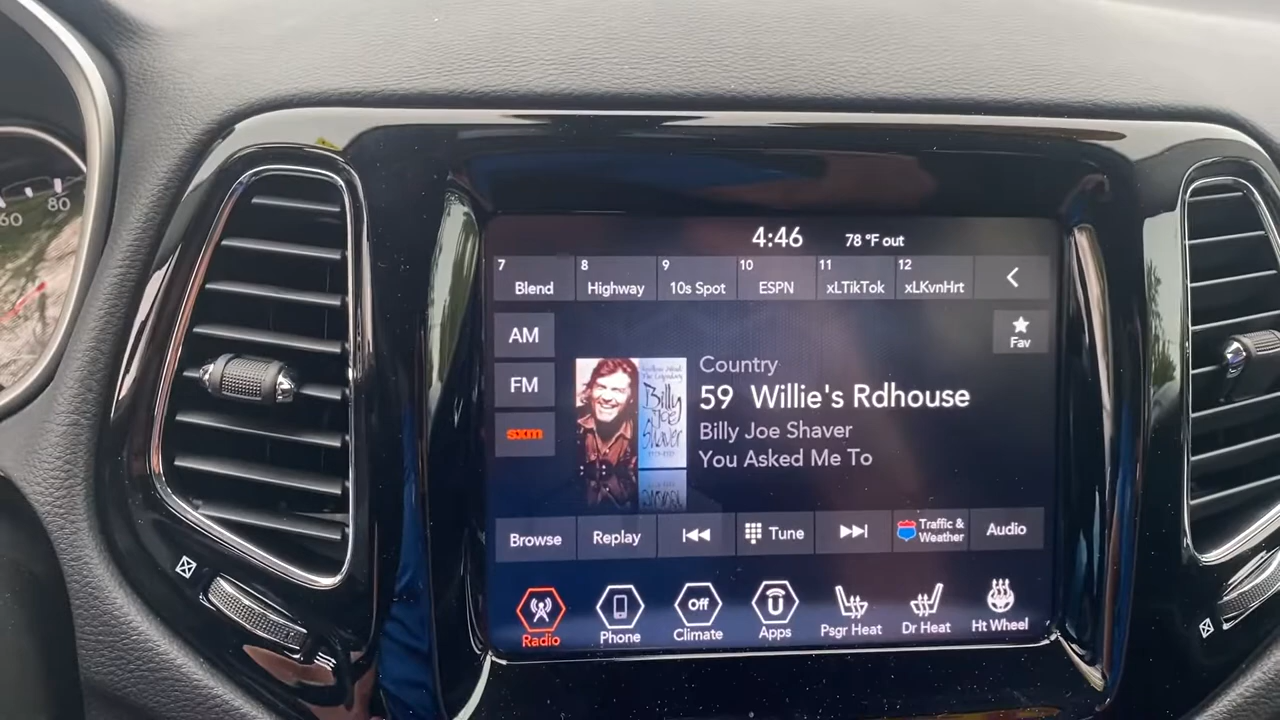 60
80
4:46
78 °F out
7
Blend
8
Highway
9
10s Spot
10
ESPN
11
xLTikTok
12
xLKvnHrt
AM
FM
sxm
Fav
Billy
Joe
Shaver
Country
59 Willie's Rdhouse
Billy Joe Shaver
You Asked Me To
Browse
Replay
Tune
Traffic &
Weather
Audio
Radio
Phone
Off
Climate
Apps
Psgr Heat
Dr Heat
Ht Wheel